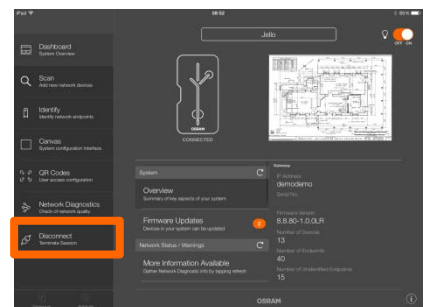 iPad
08:52
Jello
OFF ON
Dashboard
System Overview
Scan
Add new network devices
Identify
Identify network endpoints
Canvas
System configuration interface
QR Codes
User access configuration
Network Diagnostics
Check of network quality
Disconnect
Terminate Session
OSRAM
CONNECTED
System
Overview
Summary of key aspects of your system
Firmware Updates
Devices in your system can be updated
Network Status / Warnings
More Information Available
Gather Network Diagnostic info by tapping refresh
Gateway
IP Address
demodemo
Serial No.
Firmware Version
8.8.80-1.0.0LR
Number of Devices
13
Number of Endpoints
40
Number of Unidentified Endpoints
15
OSRAM